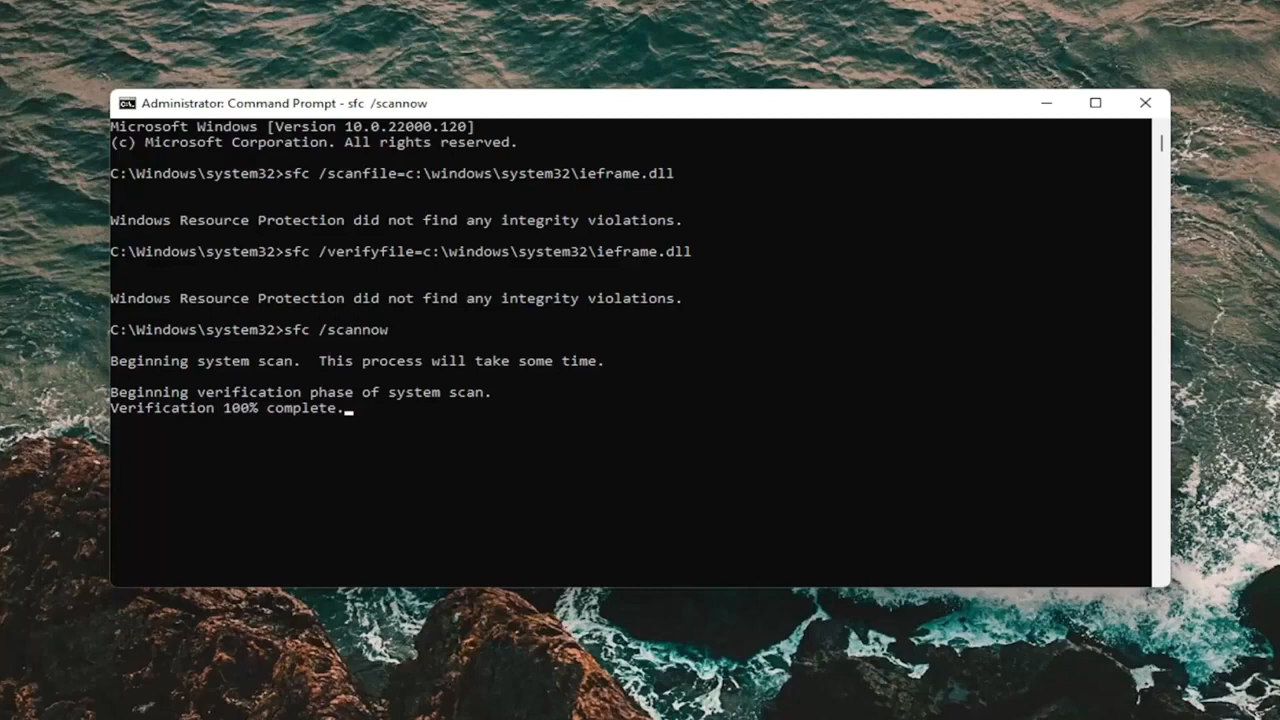 Administrator: Command Prompt - sfc  /scannow
Microsoft Windows [Version 10.0.22000.120]
(c) Microsoft Corporation. All rights reserved.
C:\Windows\system32>sfc /scanfile=c:\windows\system32\ieframe.dll
Windows Resource Protection did not find any integrity violations.
C:\Windows\system32>sfc /verifyfile=c:\windows\system32\ieframe.dll
Windows Resource Protection did not find any integrity violations.
C:\Windows\system32>sfc /scannow
Beginning system scan.  This process will take some time.
Beginning verification phase of system scan.
Verification 100% complete.